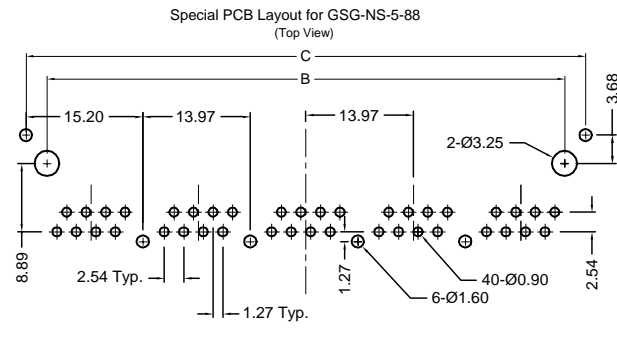 Special PCB Layout for GSG-NS-5-88
(Top View)
C
B
3.68
15.20
13.97
13.97
2-Ø3.25
8.89
2.54 Typ.
1.27
40-Ø0.90
2.54
6-Ø1.60
1.27 Typ.